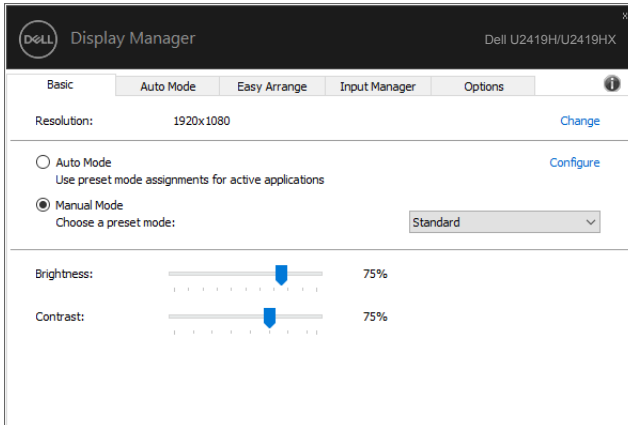 DELL Display Manager Dell U2419H/U2419HX x
Basic Auto Mode Easy Arrange Input Manager Options i
Resolution: 1920x1080 Change
Auto Mode Configure
Use preset mode assignments for active applications
Manual Mode
Choose a preset mode: Standard
Brightness: 75%
Contrast: 75%